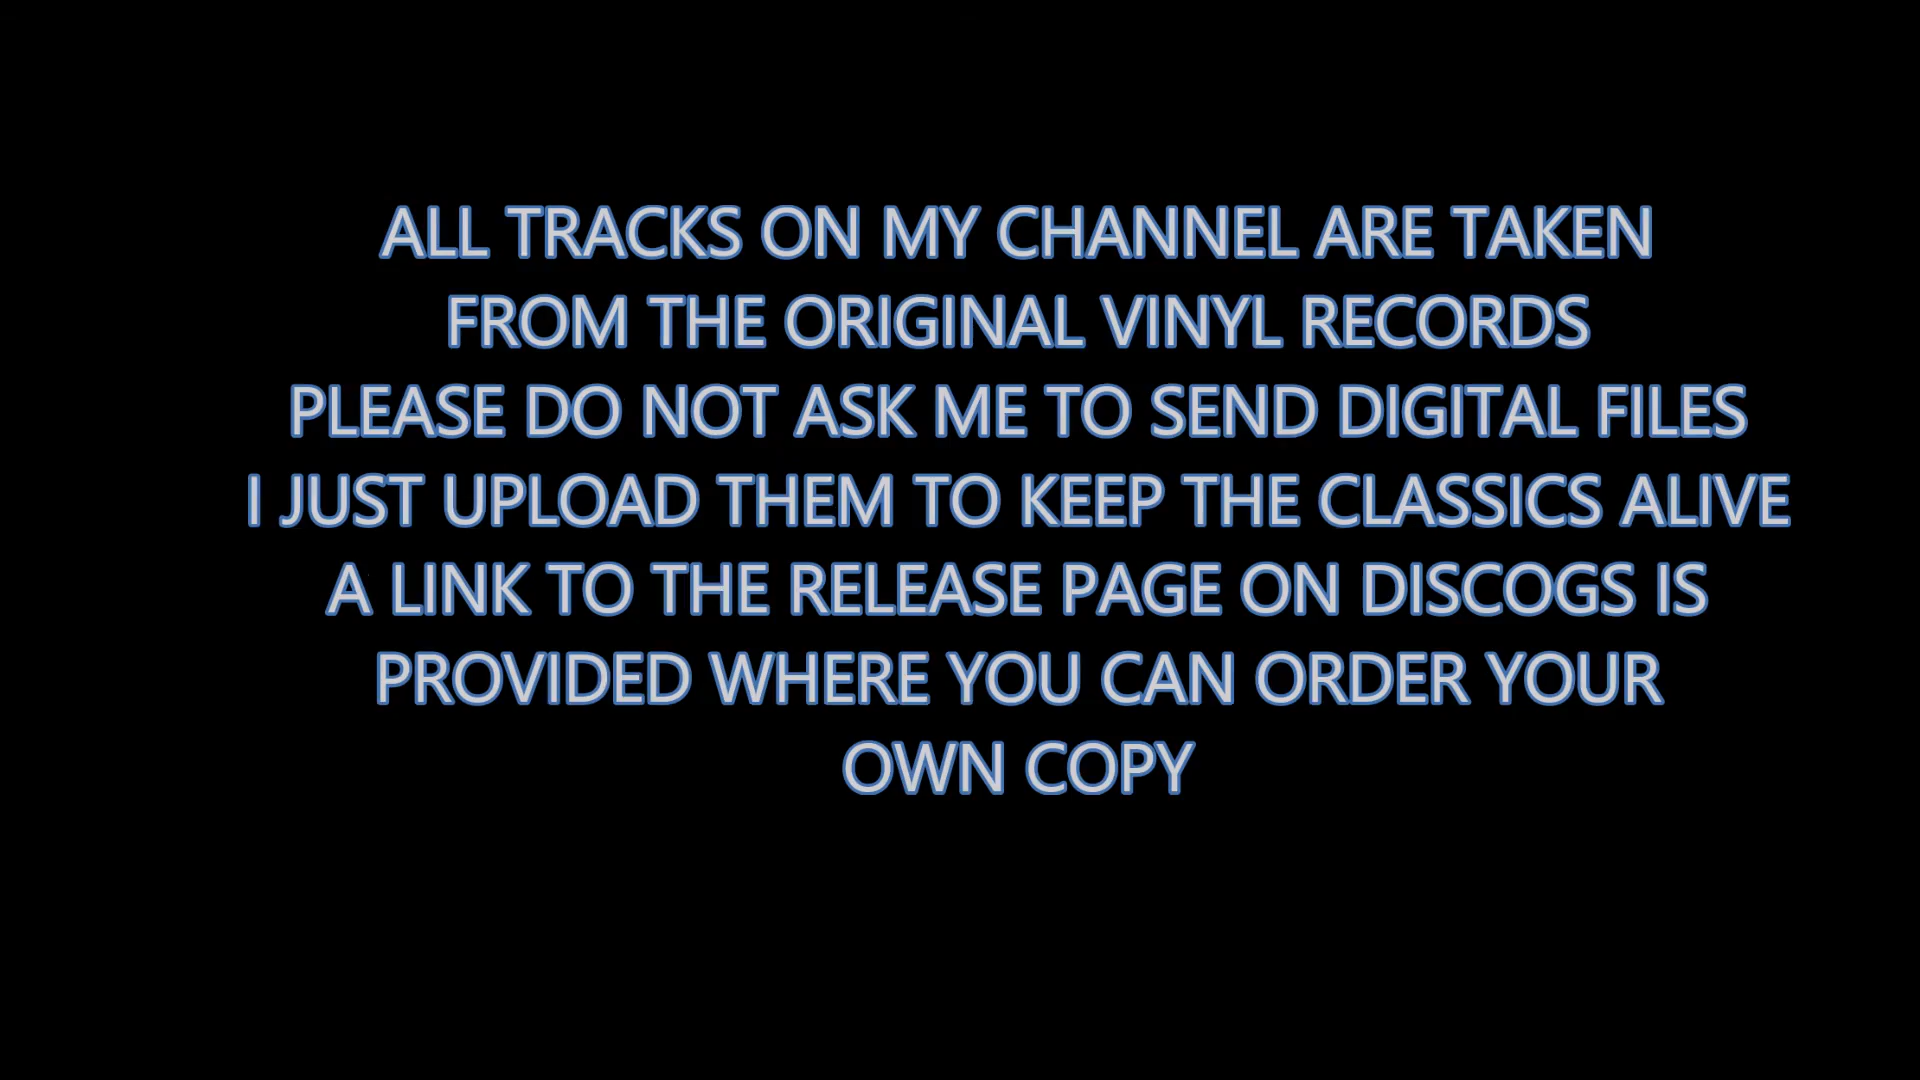 ALL TRACKS ON MY CHANNEL ARE TAKEN
FROM THE ORIGINAL VINYL RECORDS
PLEASE DO NOT ASK ME TO SEND DIGITAL FILES
I JUST UPLOAD THEM TO KEEP THE CLASSICS ALIVE
A LINK TO THE RELEASE PAGE ON DISCOGS IS
PROVIDED WHERE YOU CAN ORDER YOUR
OWN COPY